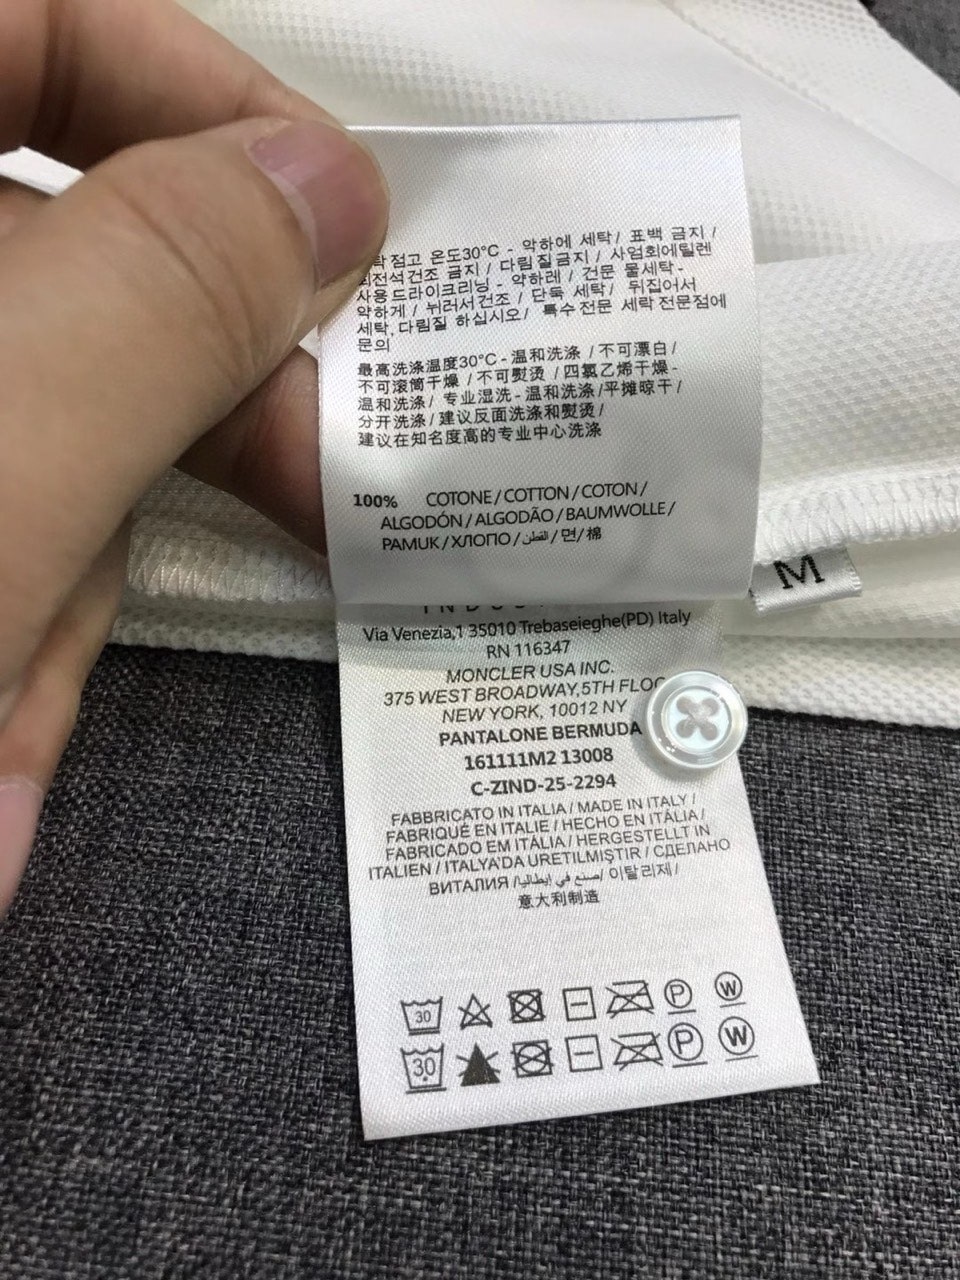 탁 점고 온도30°C - 약하에 세탁/ 표백 금지 /
회전석건조 금지 / 다림질금지 / 사엄회에틸렌
사용드라이크리닝 - 약하레 / 건문 물세탁 -
약하게 / 뉘러서건조 / 단둑 세탁/ 뒤집어서
세탁, 다림질 하십시오/ 특수전문 세락 전문점에
문의
最高洗涤温度30°C - 温和洗涤 / 不可漂白 /
不可滚筒干燥 / 不可熨烫 / 四氯乙烯干燥 -
温和洗涤 / 专业湿洗 - 温和洗涤/平摊晾干 /
分开洗涤 / 建议反面洗涤和熨烫 /
建议在知名度高的专业中心洗涤
100% COTONE / COTTON / COTON /
ALGODÓN / ALGODÃO / BAUMWOLLE /
PAMUK / ХЛОПО / القطن / 면 / 棉
M
Via Venezia,1 35010 Trebaseieghe(PD) Italy
RN 116347
MONCLER USA INC.
375 WEST BROADWAY,5TH FLOO
NEW YORK, 10012 NY
PANTALONE BERMUDA
161111M2 13008
C-ZIND-25-2294
FABBRICATO IN ITALIA / MADE IN ITALY /
FABRIQUÉ EN ITALIE / HECHO EN ITÁLIA /
FABRICADO EM ITÁLIA / HERGESTELLT IN
ITALIEN / ITALYA'DA URETILMIŞTIR / СДЕЛАНО
ВИТАЛИЯ / صنع في إيطاليا / 이탈리제 /
意大利制造
30 P W
30 P W